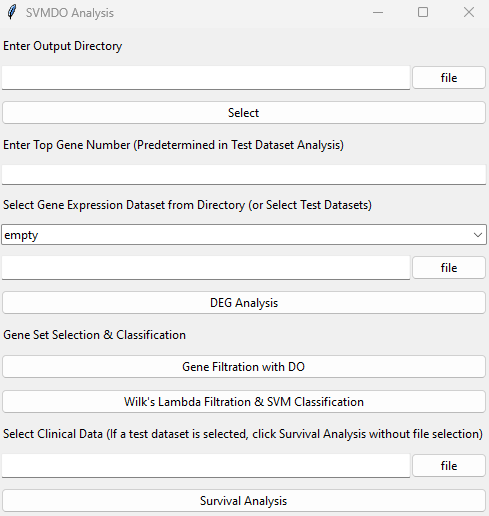 SVMDO Analysis
Enter Output Directory
file
Select
Enter Top Gene Number (Predetermined in Test Dataset Analysis)
Select Gene Expression Dataset from Directory (or Select Test Datasets)
empty
file
DEG Analysis
Gene Set Selection & Classification
Gene Filtration with DO
Wilk's Lambda Filtration & SVM Classification
Select Clinical Data (If a test dataset is selected, click Survival Analysis without file selection)
file
Survival Analysis